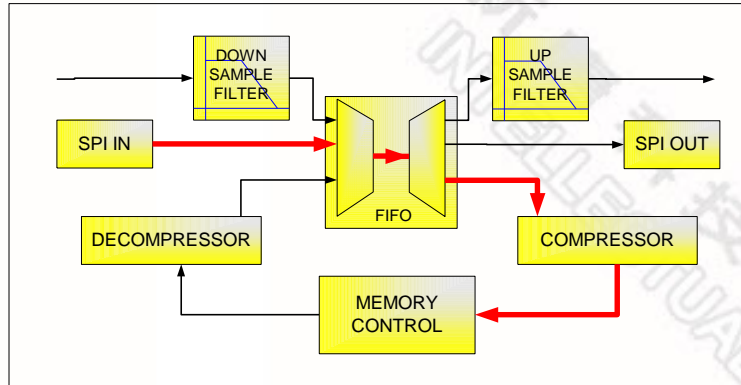 DOWN
SAMPLE
FILTER
UP
SAMPLE
FILTER
SPI IN
SPI OUT
FIFO
DECOMPRESSOR
COMPRESSOR
MEMORY
CONTROL